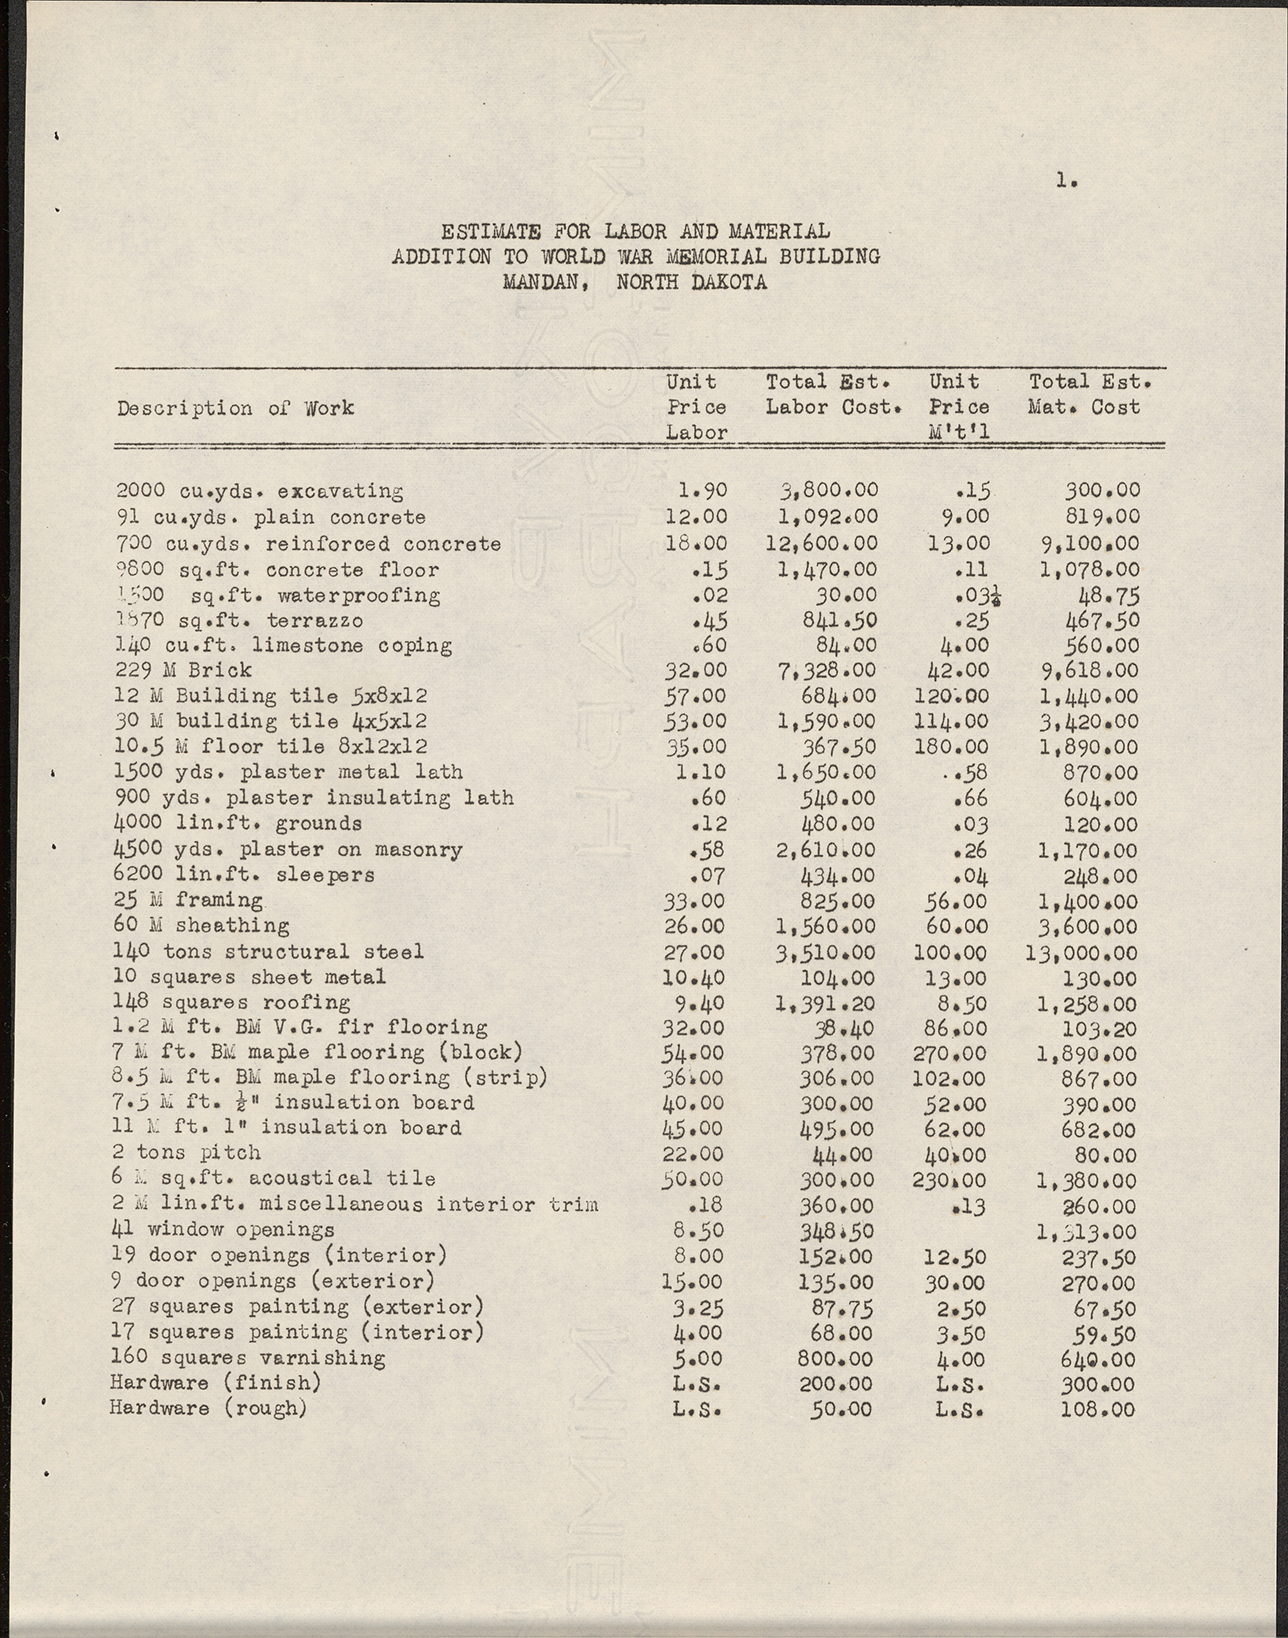 1.
ESTIMATE FOR LABOR AND MATERIAL
ADDITION TO WORLD WAR MEMORIAL BUILDING
MANDAN, NORTH DAKOTA
Unit Total Est. Unit Total Est.
Description of Work Price Labor Cost. Price Mat. Cost
Labor M't'l
2000 cu.yds. excavating 1.90 3,800.00 .15 300.00
91 cu.yds. plain concrete 12.00 1,092.00 9.00 819.00
700 cu.yds. reinforced concrete 18.00 12,600.00 13.00 9,100.00
9800 sq.ft. concrete floor .15 1,470.00 .11 1,078.00
1500 sq.ft. waterproofing .02 30.00 .03¼ 48.75
1870 sq.ft. terrazzo .45 841.50 .25 467.50
140 cu.ft. limestone coping .60 84.00 4.00 560.00
229 M Brick 32.00 7,328.00 42.00 9,618.00
12 M Building tile 5x8x12 57.00 684.00 120.00 1,440.00
30 M building tile 4x5x12 53.00 1,590.00 114.00 3,420.00
10.5 M floor tile 8x12x12 35.00 367.50 180.00 1,890.00
1500 yds. plaster metal lath 1.10 1,650.00 .58 870.00
900 yds. plaster insulating lath .60 540.00 .66 604.00
4000 lin.ft. grounds .12 480.00 .03 120.00
4500 yds. plaster on masonry .58 2,610.00 .26 1,170.00
6200 lin.ft. sleepers .07 434.00 .04 248.00
25 M framing 33.00 825.00 56.00 1,400.00
60 M sheathing 26.00 1,560.00 60.00 3,600.00
140 tons structural steel 27.00 3,510.00 100.00 13,000.00
10 squares sheet metal 10.40 104.00 13.00 130.00
148 squares roofing 9.40 1,391.20 8.50 1,258.00
1.2 M ft. BM V.G. fir flooring 32.00 38.40 86.00 103.20
7 M ft. BM maple flooring (block) 54.00 378.00 270.00 1,890.00
8.5 M ft. BM maple flooring (strip) 36.00 306.00 102.00 867.00
7.5 M ft. ½" insulation board 40.00 300.00 52.00 390.00
11 M ft. 1" insulation board 45.00 495.00 62.00 682.00
2 tons pitch 22.00 44.00 40.00 80.00
6 M sq.ft. acoustical tile 50.00 300.00 230.00 1,380.00
2 M lin.ft. miscellaneous interior trim .18 360.00 .13 260.00
41 window openings 8.50 348.50 1,313.00
19 door openings (interior) 8.00 152.00 12.50 237.50
9 door openings (exterior) 15.00 135.00 30.00 270.00
27 squares painting (exterior) 3.25 87.75 2.50 67.50
17 squares painting (interior) 4.00 68.00 3.50 59.50
160 squares varnishing 5.00 800.00 4.00 640.00
Hardware (finish) L.S. 200.00 L.S. 300.00
Hardware (rough) L.S. 50.00 L.S. 108.00